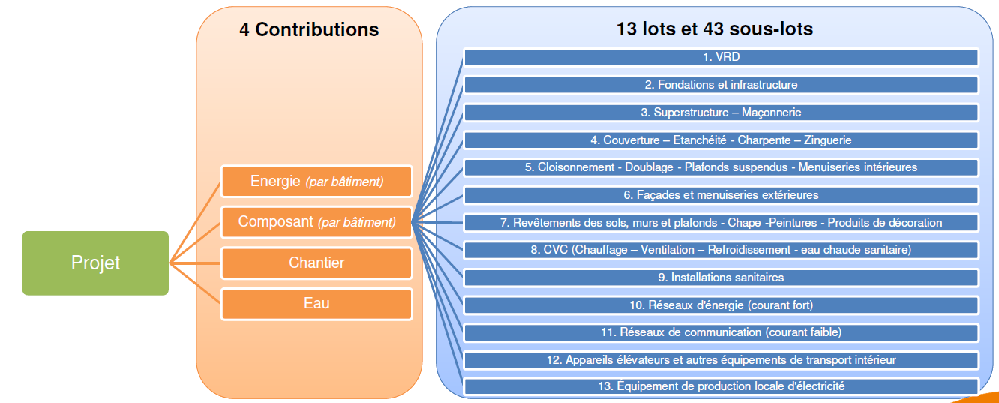 4 Contributions
13 lots et 43 sous-lots
Projet
Energie (par bâtiment)
Composant (par bâtiment)
Chantier
Eau
1. VRD
2. Fondations et infrastructure
3. Superstructure – Maçonnerie
4. Couverture – Etanchéité - Charpente – Zinguerie
5. Cloisonnement - Doublage - Plafonds suspendus - Menuiseries intérieures
6. Façades et menuiseries extérieures
7. Revêtements des sols, murs et plafonds - Chape -Peintures - Produits de décoration
8. CVC (Chauffage – Ventilation – Refroidissement - eau chaude sanitaire)
9. Installations sanitaires
10. Réseaux d'énergie (courant fort)
11. Réseaux de communication (courant faible)
12. Appareils élévateurs et autres équipements de transport intérieur
13. Équipement de production locale d'électricité